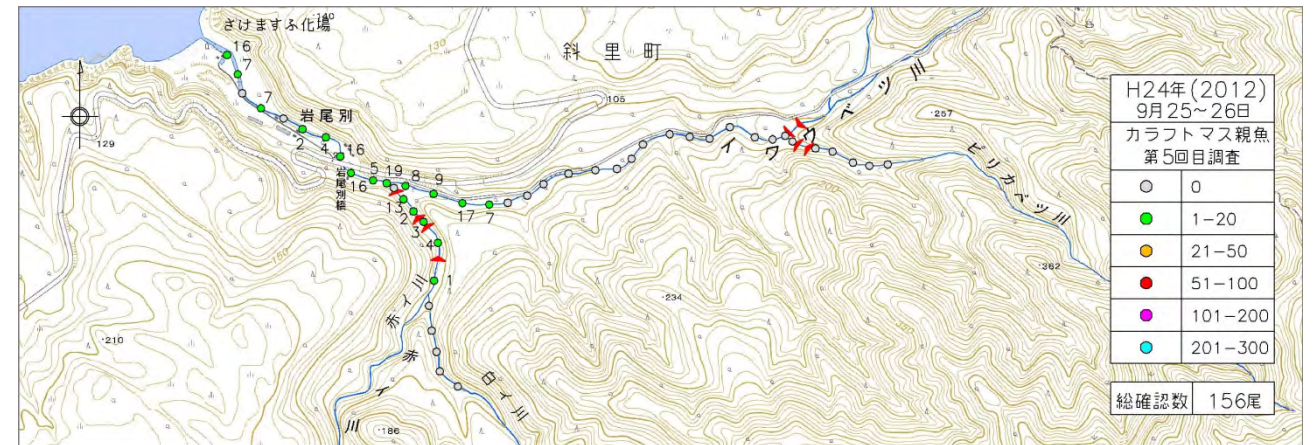 さけますふ化場
140
130
斜里町
16
7
7
岩尾別
2
4
16
129
105
イワウベツ川
257
ピリカベツ川
岩尾別橋
16
5
19
8
9
17
7
13
2
3
4
1
362
234
150
210
赤イ川
赤イ川
白イ川
186
350
H24年(2012)
9月25~26日
カラフトマス親魚
第5回目調査
0
1-20
21-50
51-100
101-200
201-300
総確認数 156尾